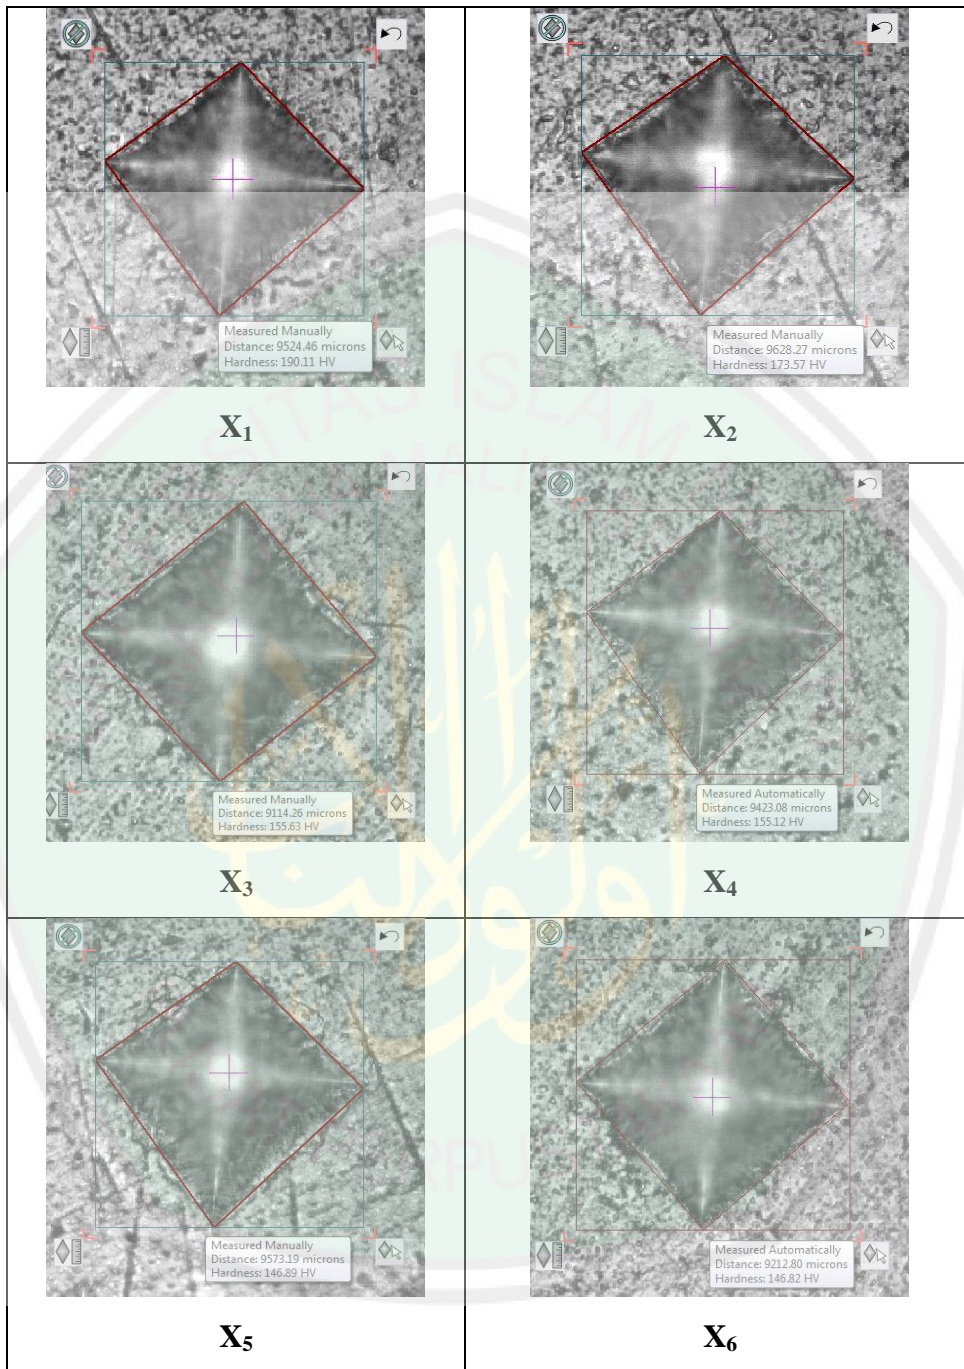 Measured Manually
Distance: 9524.46 microns
Hardness: 190.11 HV
X₁
Measured Manually
Distance: 9628.27 microns
Hardness: 173.57 HV
X₂
Measured Manually
Distance: 9114.26 microns
Hardness: 155.63 HV
X₃
Measured Automatically
Distance: 9423.08 microns
Hardness: 155.12 HV
X₄
Measured Manually
Distance: 9573.19 microns
Hardness: 146.89 HV
X₅
Measured Automatically
Distance: 9212.80 microns
Hardness: 146.82 HV
X₆